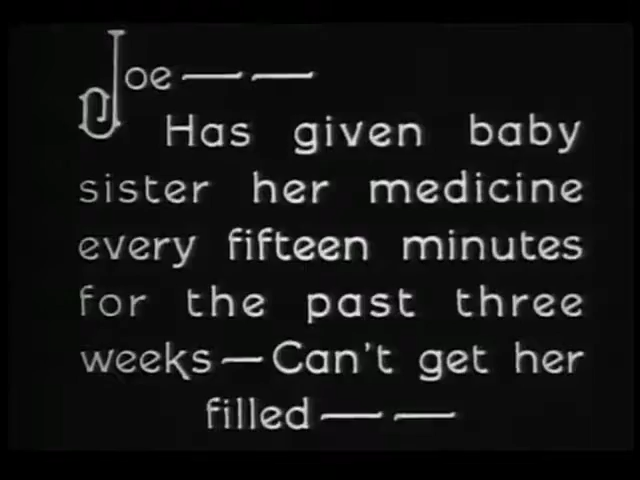 Joe — —
Has given baby
sister her medicine
every fifteen minutes
for the past three
weeks — Can't get her
filled — —